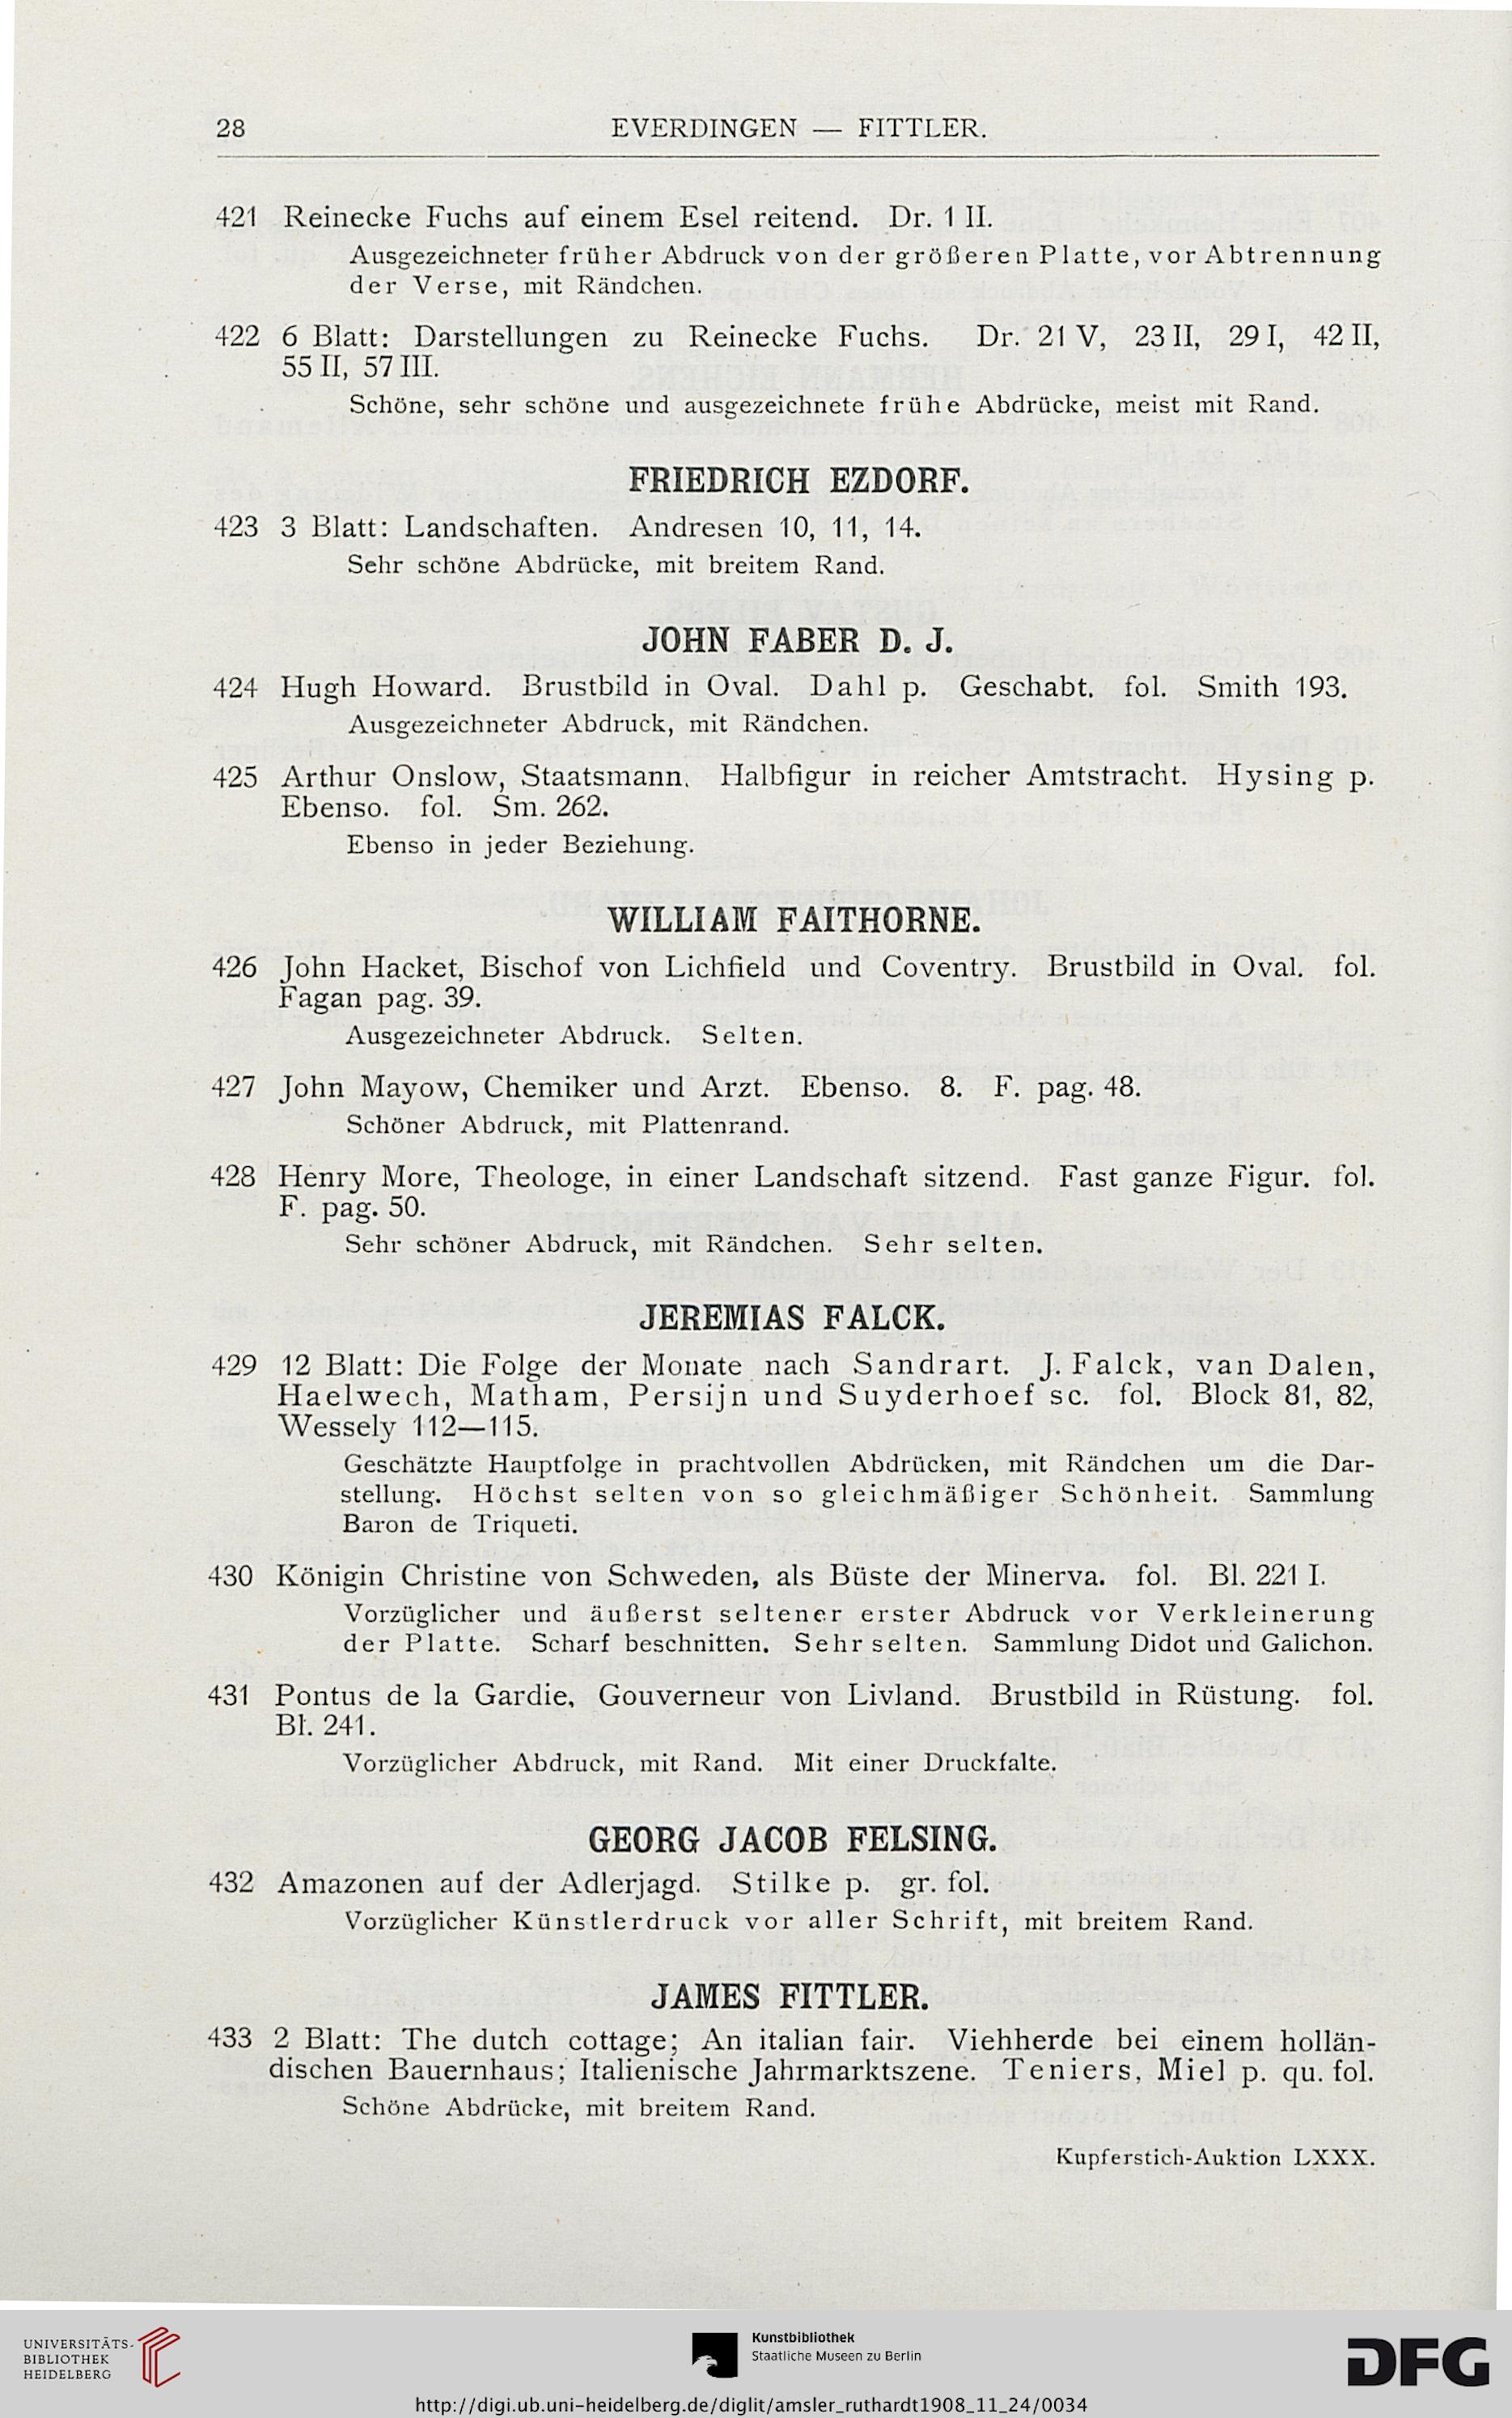 28
EVERDINGEN — FITTLER.
421 Reinecke Fuchs auf einem Esel reitend. Dr. 1 II.
Ausgezeichneter früher Abdruck von der größeren Platte, vor Abtrennung
der Verse, mit Rändchen.
422 6 Blatt: Darstellungen zu Reinecke Fuchs. Dr. 21 V, 23 II, 29 I, 42 II,
55 II, 57 III.
Schöne, sehr schöne und ausgezeichnete frühe Abdrücke, meist mit Rand.
FRIEDRICH EZDORF.
423 3 Blatt: Landschaften. Andresen 10, 11, 14.
Sehr schöne Abdrücke, mit breitem Rand.
JOHN FABER D. J.
424 Hugh Howard. Brustbild in Oval. Dahl p. Geschabt. fol. Smith 193.
Ausgezeichneter Abdruck, mit Rändchen.
425 Arthur Onslow, Staatsmann. Halbfigur in reicher Amtstracht. Hysing p.
Ebenso. fol. Sm. 262.
Ebenso in jeder Beziehung.
WILLIAM FAITHORNE.
426 John Hacket, Bischof von Lichfield und Coventry. Brustbild in Oval. fol.
Fagan pag. 39.
Ausgezeichneter Abdruck. Selten.
427 John Mayow, Chemiker und Arzt. Ebenso. 8. F. pag. 48.
Schöner Abdruck, mit Plattenrand.
428 Henry More, Theologe, in einer Landschaft sitzend. Fast ganze Figur. fol.
F. pag. 50.
Sehr schöner Abdruck, mit Rändchen. Sehr selten.
JEREMIAS FALCK.
429 12 Blatt: Die Folge der Monate nach Sandrart. J. Falck, van Dalen,
Haelwech, Matham, Persijn und Suyderhoef sc. fol. Block 81, 82,
Wessely 112—115.
Geschätzte Hauptfolge in prachtvollen Abdrücken, mit Rändchen um die Dar-
stellung. Höchst selten von so gleichmäßiger Schönheit. Sammlung
Baron de Triqueti.
430 Königin Christine von Schweden, als Büste der Minerva. fol. Bl. 221 I.
Vorzüglicher und äußerst seltener erster Abdruck vor Verkleinerung
der Platte. Scharf beschnitten. Sehr selten. Sammlung Didot und Galichon.
431 Pontus de la Gardie, Gouverneur von Livland. Brustbild in Rüstung. fol.
Bl. 241.
Vorzüglicher Abdruck, mit Rand. Mit einer Druckfalte.
GEORG JACOB FELSING.
432 Amazonen auf der Adlerjagd. Stilke p. gr. fol.
Vorzüglicher Künstlerdruck vor aller Schrift, mit breitem Rand.
JAMES FITTLER.
433 2 Blatt: The dutch cottage; An italian fair. Viehherde bei einem hollän-
dischen Bauernhaus; Italienische Jahrmarktszene. Teniers, Miel p. qu. fol.
Schöne Abdrücke, mit breitem Rand.
Kupferstich-Auktion LXXX.
UNIVERSITÄTS-
BIBLIOTHEK
HEIDELBERG
Kunstbibliothek
Staatliche Museen zu Berlin
DFG
http://digi.ub.uni-heidelberg.de/diglit/amsler_ruthardt1908_11_24/0034